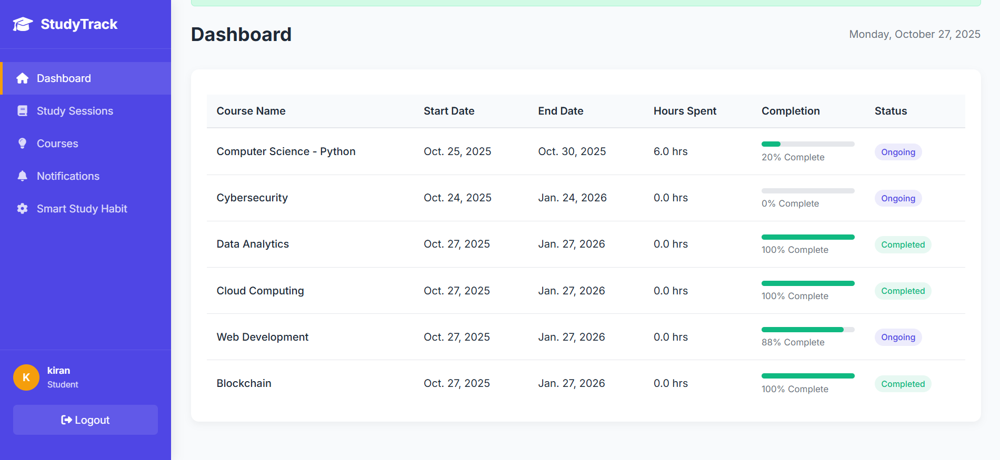 StudyTrack
Dashboard
Study Sessions
Courses
Notifications
Smart Study Habit
K
kiran
Student
Logout
Dashboard
Monday, October 27, 2025
Course Name Start Date End Date Hours Spent Completion Status
Computer Science - Python Oct. 25, 2025 Oct. 30, 2025 6.0 hrs 20% Complete Ongoing
Cybersecurity Oct. 24, 2025 Jan. 24, 2026 0.0 hrs 0% Complete Ongoing
Data Analytics Oct. 27, 2025 Jan. 27, 2026 0.0 hrs 100% Complete Completed
Cloud Computing Oct. 27, 2025 Jan. 27, 2026 0.0 hrs 100% Complete Completed
Web Development Oct. 27, 2025 Jan. 27, 2026 0.0 hrs 88% Complete Ongoing
Blockchain Oct. 27, 2025 Jan. 27, 2026 0.0 hrs 100% Complete Completed